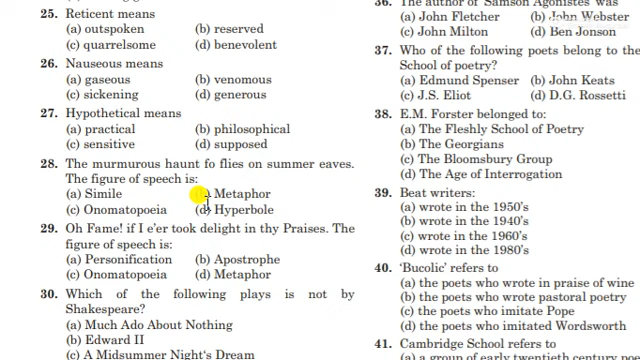 25. Reticent means
(a) outspoken (b) reserved
(c) quarrelsome (d) benevolent
26. Nauseous means
(a) gaseous (b) venomous
(c) sickening (d) generous
27. Hypothetical means
(a) practical (b) philosophical
(c) sensitive (d) supposed
28. The murmurous haunt fo flies on summer eaves.
The figure of speech is:
(a) Simile (b) Metaphor
(c) Onomatopoeia (d) Hyperbole
29. Oh Fame! if I e'er took delight in thy Praises. The
figure of speech is:
(a) Personification (b) Apostrophe
(c) Onomatopoeia (d) Metaphor
30. Which of the following plays is not by
Shakespeare?
(a) Much Ado About Nothing
(b) Edward II
(c) A Midsummer Night's Dream
36. The author of 'Samson Agonistes' was
(a) John Fletcher (b) John Webster
(c) John Milton (d) Ben Jonson
37. Who of the following poets belong to the
School of poetry?
(a) Edmund Spenser (b) John Keats
(c) J.S. Eliot (d) D.G. Rossetti
38. E.M. Forster belonged to:
(a) The Fleshly School of Poetry
(b) The Georgians
(c) The Bloomsbury Group
(d) The Age of Interrogation
39. Beat writers:
(a) wrote in the 1950's
(b) wrote in the 1940's
(c) wrote in the 1960's
(d) wrote in the 1980's
40. 'Bucolic' refers to
(a) the poets who wrote in praise of wine
(b) the poets who wrote pastoral poetry
(c) the poets who imitate Pope
(d) the poets who imitated Wordsworth
41. Cambridge School refers to
(a) a group of early twentieth century